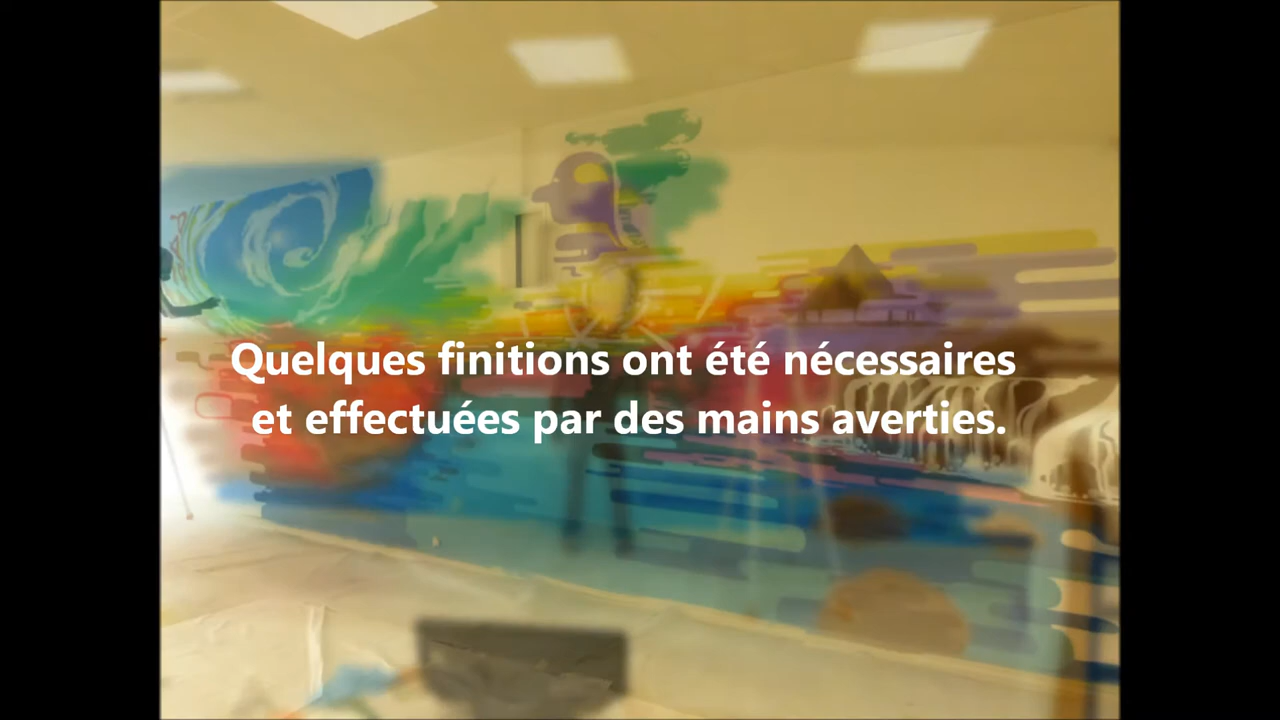 Quelques finitions ont été nécessaires
et effectuées par des mains averties.